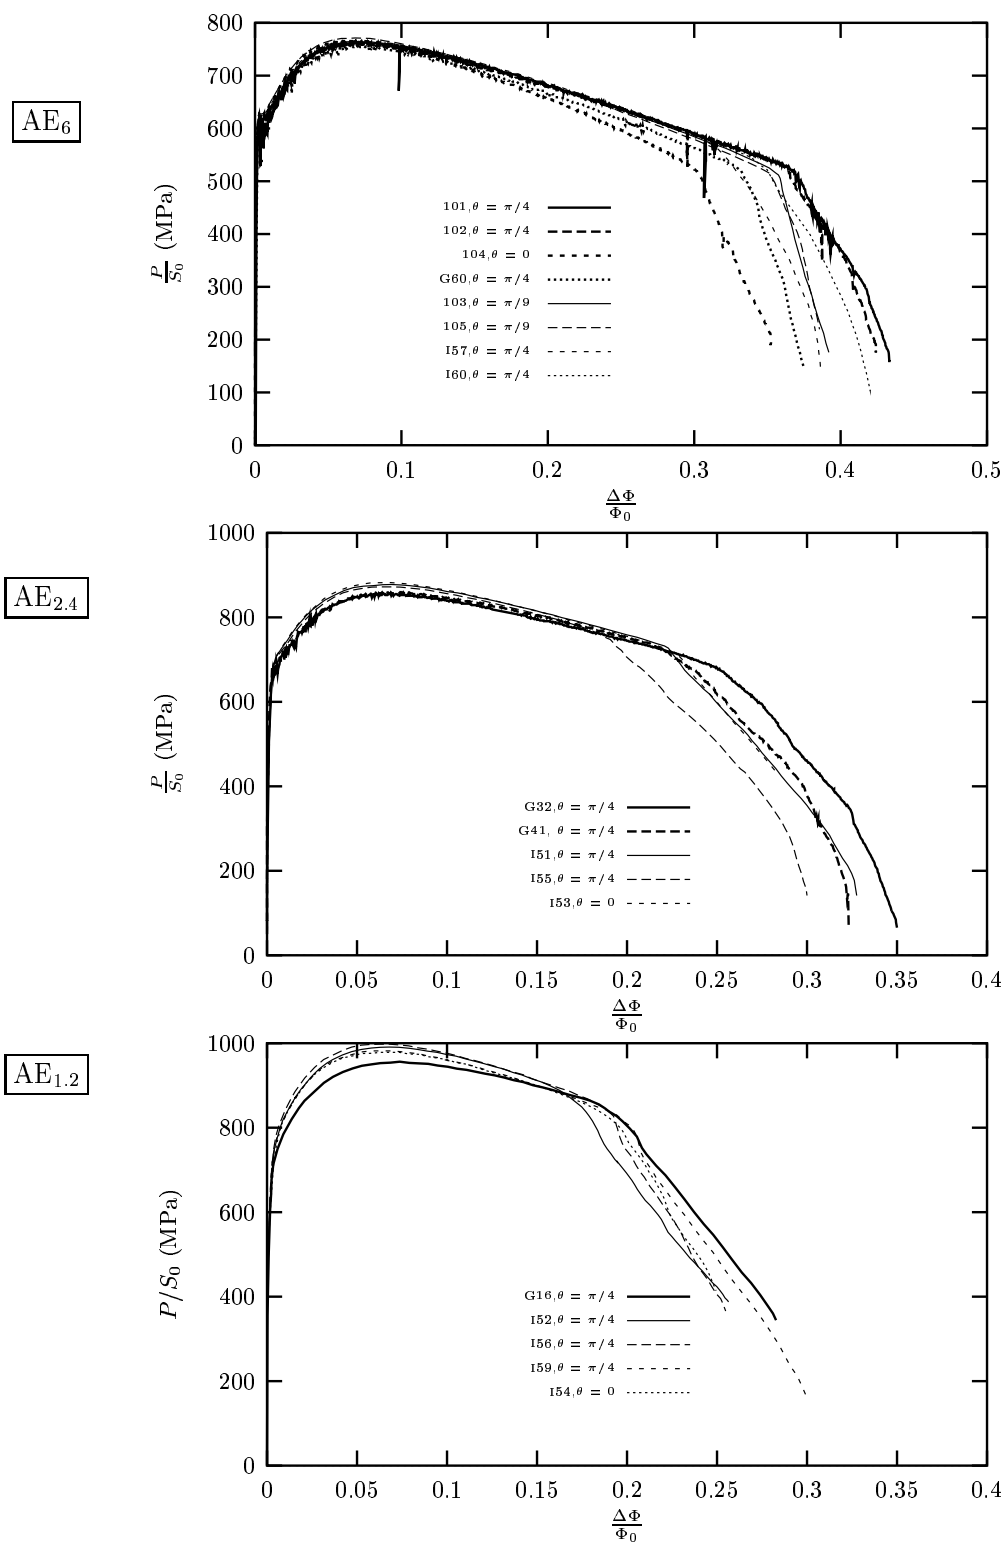 AE6
P/S0 (MPa)
800
700
600
500
400
300
200
100
0
101,θ = π/4
102,θ = π/4
104,θ = 0
G60,θ = π/4
103,θ = π/9
105,θ = π/9
I57,θ = π/4
I60,θ = π/4
0 0.1 0.2 0.3 0.4 0.5
ΔΦ/Φ0
AE2.4
P/S0 (MPa)
1000
800
600
400
200
0
G32,θ = π/4
G41, θ = π/4
I51,θ = π/4
I55,θ = π/4
I53,θ = 0
0 0.05 0.1 0.15 0.2 0.25 0.3 0.35 0.4
ΔΦ/Φ0
AE1.2
P/S0 (MPa)
1000
800
600
400
200
0
G16,θ = π/4
I52,θ = π/4
I56,θ = π/4
I59,θ = π/4
I54,θ = 0
0 0.05 0.1 0.15 0.2 0.25 0.3 0.35 0.4
ΔΦ/Φ0